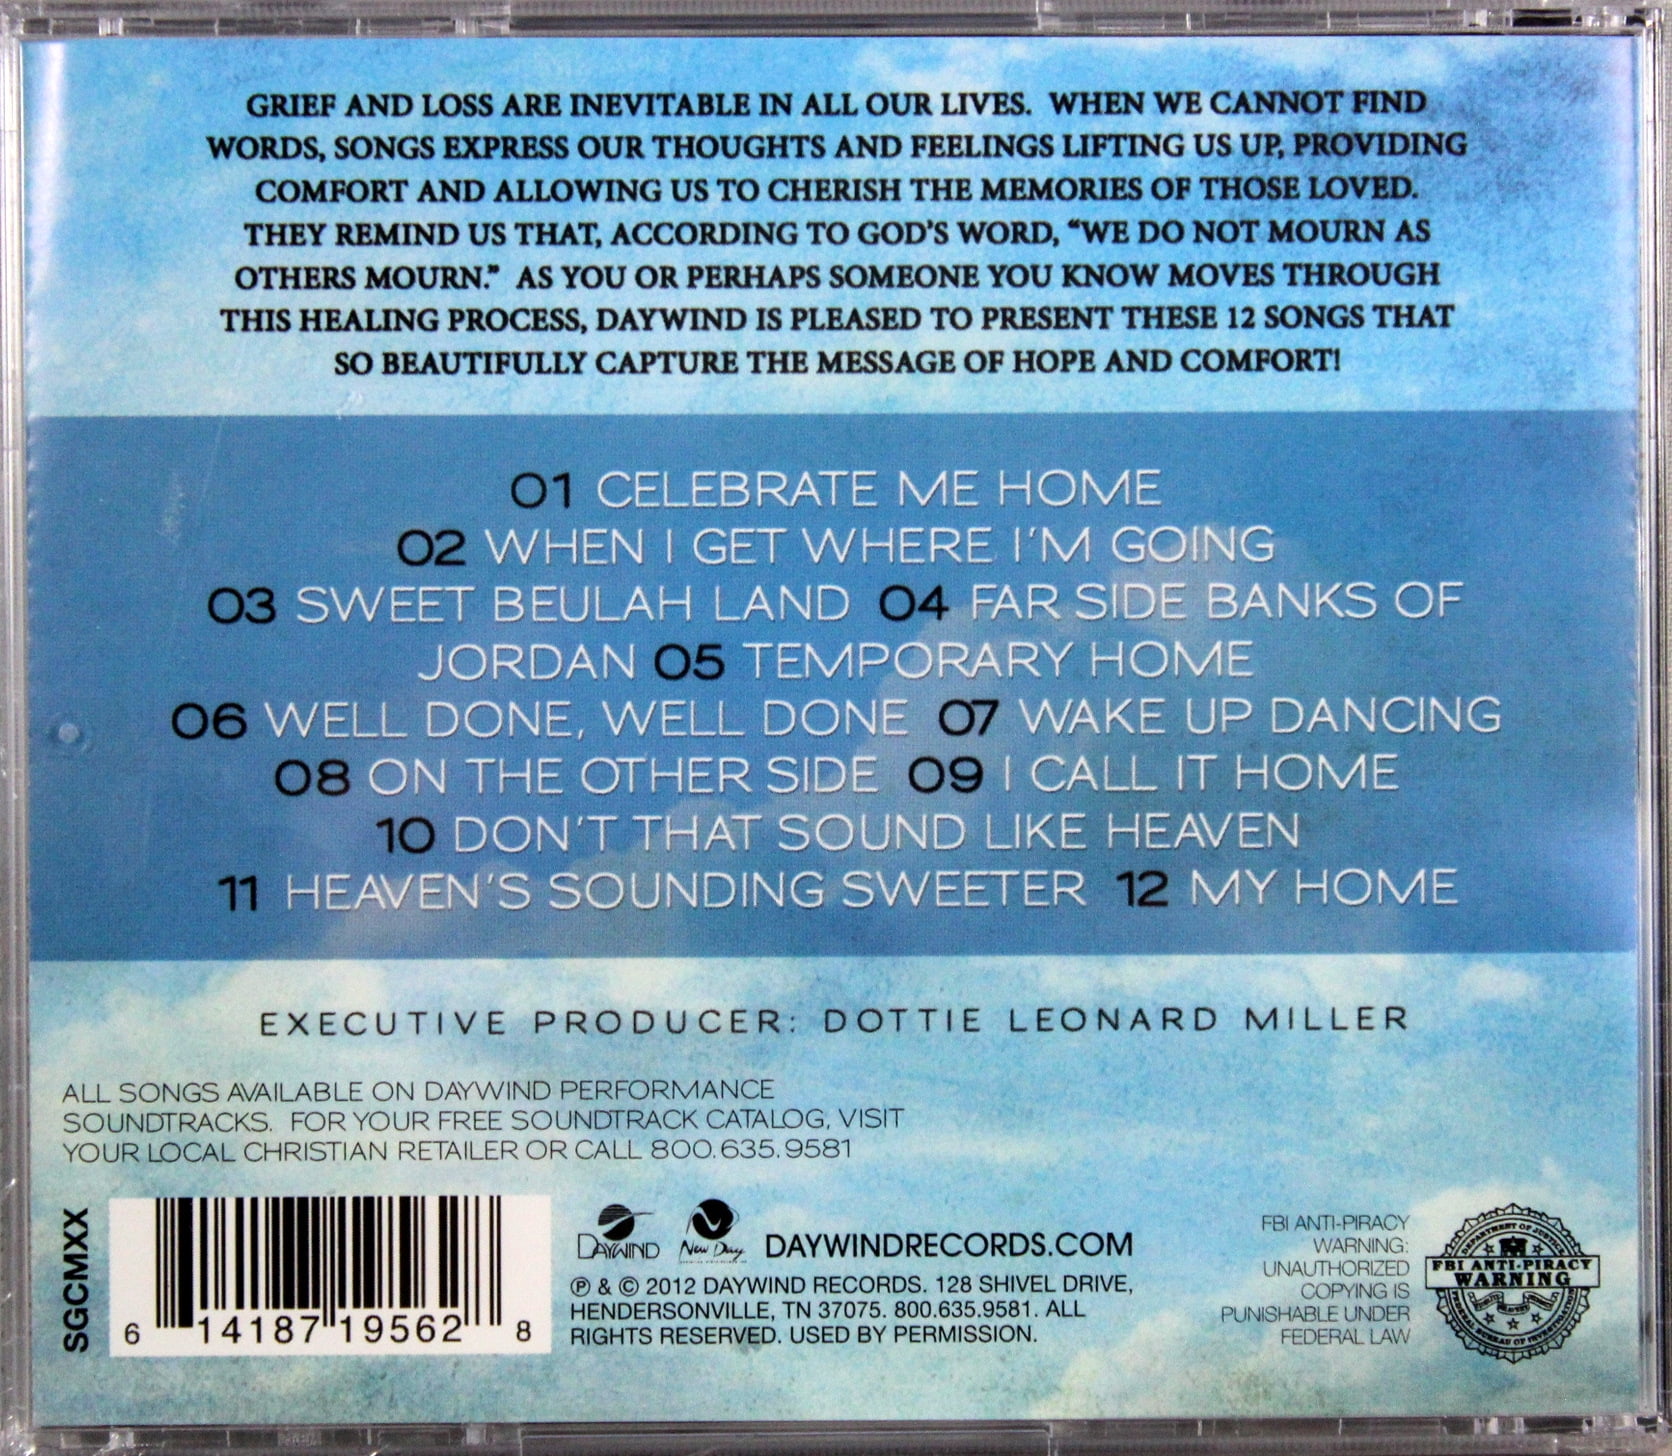 GRIEF AND LOSS ARE INEVITABLE IN ALL OUR LIVES. WHEN WE CANNOT FIND
WORDS, SONGS EXPRESS OUR THOUGHTS AND FEELINGS LIFTING US UP, PROVIDING
COMFORT AND ALLOWING US TO CHERISH THE MEMORIES OF THOSE LOVED.
THEY REMIND US THAT, ACCORDING TO GOD'S WORD, "WE DO NOT MOURN AS
OTHERS MOURN." AS YOU OR PERHAPS SOMEONE YOU KNOW MOVES THROUGH
THIS HEALING PROCESS, DAYWIND IS PLEASED TO PRESENT THESE 12 SONGS THAT
SO BEAUTIFULLY CAPTURE THE MESSAGE OF HOPE AND COMFORT!
01 CELEBRATE ME HOME
02 WHEN I GET WHERE I'M GOING
03 SWEET BEULAH LAND 04 FAR SIDE BANKS OF
JORDAN 05 TEMPORARY HOME
06 WELL DONE, WELL DONE 07 WAKE UP DANCING
08 ON THE OTHER SIDE 09 I CALL IT HOME
10 DON'T THAT SOUND LIKE HEAVEN
11 HEAVEN'S SOUNDING SWEETER 12 MY HOME
EXECUTIVE PRODUCER: DOTTIE LEONARD MILLER
ALL SONGS AVAILABLE ON DAYWIND PERFORMANCE
SOUNDTRACKS. FOR YOUR FREE SOUNDTRACK CATALOG, VISIT
YOUR LOCAL CHRISTIAN RETAILER OR CALL 800.635.9581
SGCMXX
6 14187 19562 8
DAYWIND
New Day
DAYWINDRECORDS.COM
℗ & © 2012 DAYWIND RECORDS. 128 SHIVEL DRIVE,
HENDERSONVILLE, TN 37075. 800.635.9581. ALL
RIGHTS RESERVED. USED BY PERMISSION.
FBI ANTI-PIRACY
WARNING:
UNAUTHORIZED
COPYING IS
PUNISHABLE UNDER
FEDERAL LAW
DEPARTMENT OF JUSTICE
FBI ANTI-PIRACY
WARNING
FEDERAL BUREAU OF INVESTIGATION